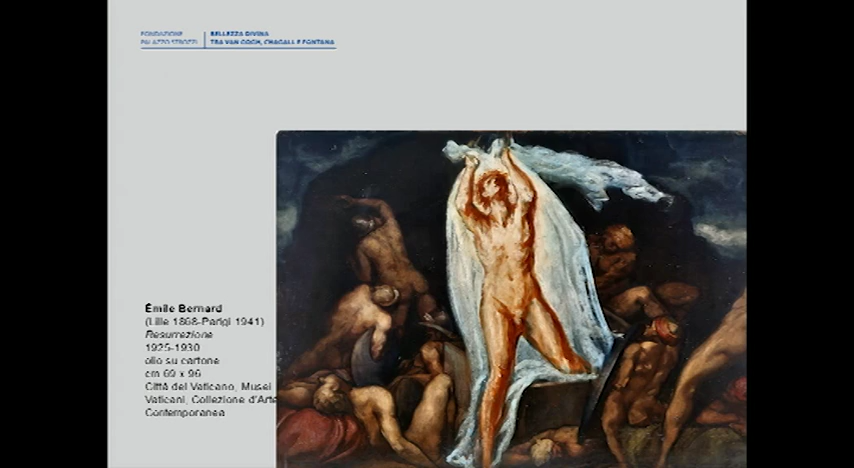 FONDAZIONE
PALAZZO STROZZI
BELLEZZA DIVINA
TRA VAN GOGH, CHAGALL E FONTANA
Émile Bernard
(Lille 1868-Parigi 1941)
Resurrezione
1925-1930
olio su cartone
cm 69 x 96
Città del Vaticano, Musei
Vaticani, Collezione d'Arte
Contemporanea